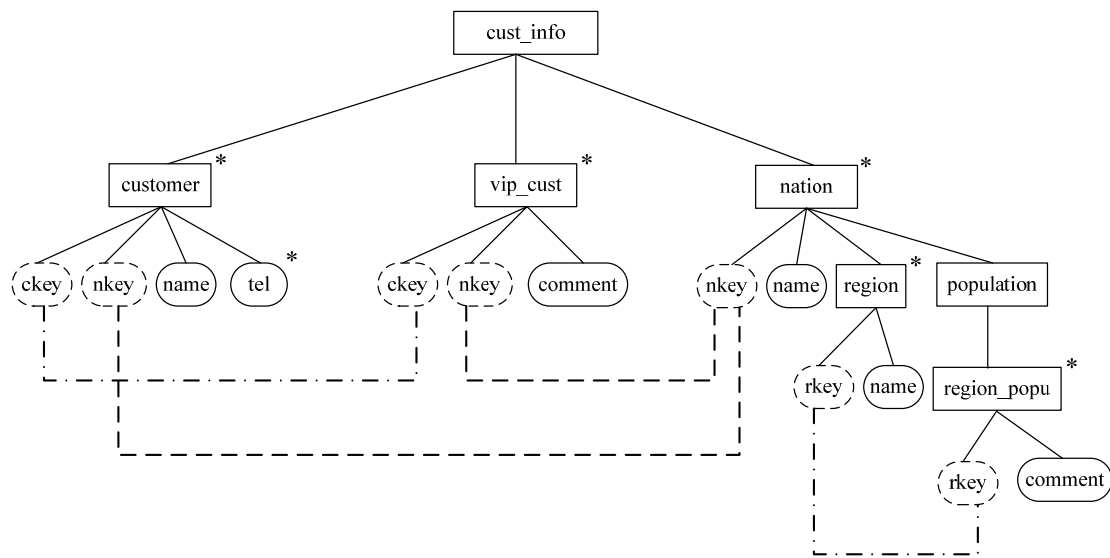 cust_info
customer *
vip_cust *
nation *
ckey nkey name tel *
ckey nkey comment
nkey name region * population
rkey name
region_popu *
rkey comment